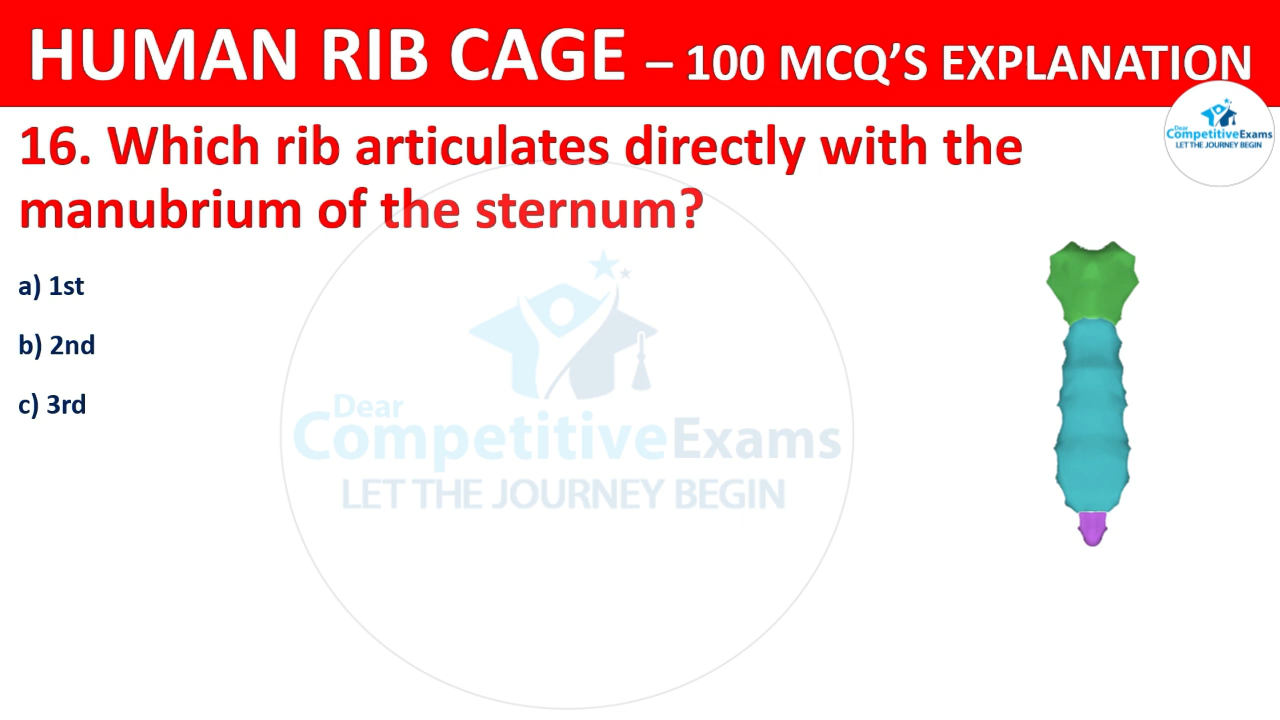 HUMAN RIB CAGE – 100 MCQ'S EXPLANATION
Dear
CompetitiveExams
LET THE JOURNEY BEGIN
16. Which rib articulates directly with the
manubrium of the sternum?
a) 1st
b) 2nd
c) 3rd
Dear
CompetitiveExams
LET THE JOURNEY BEGIN